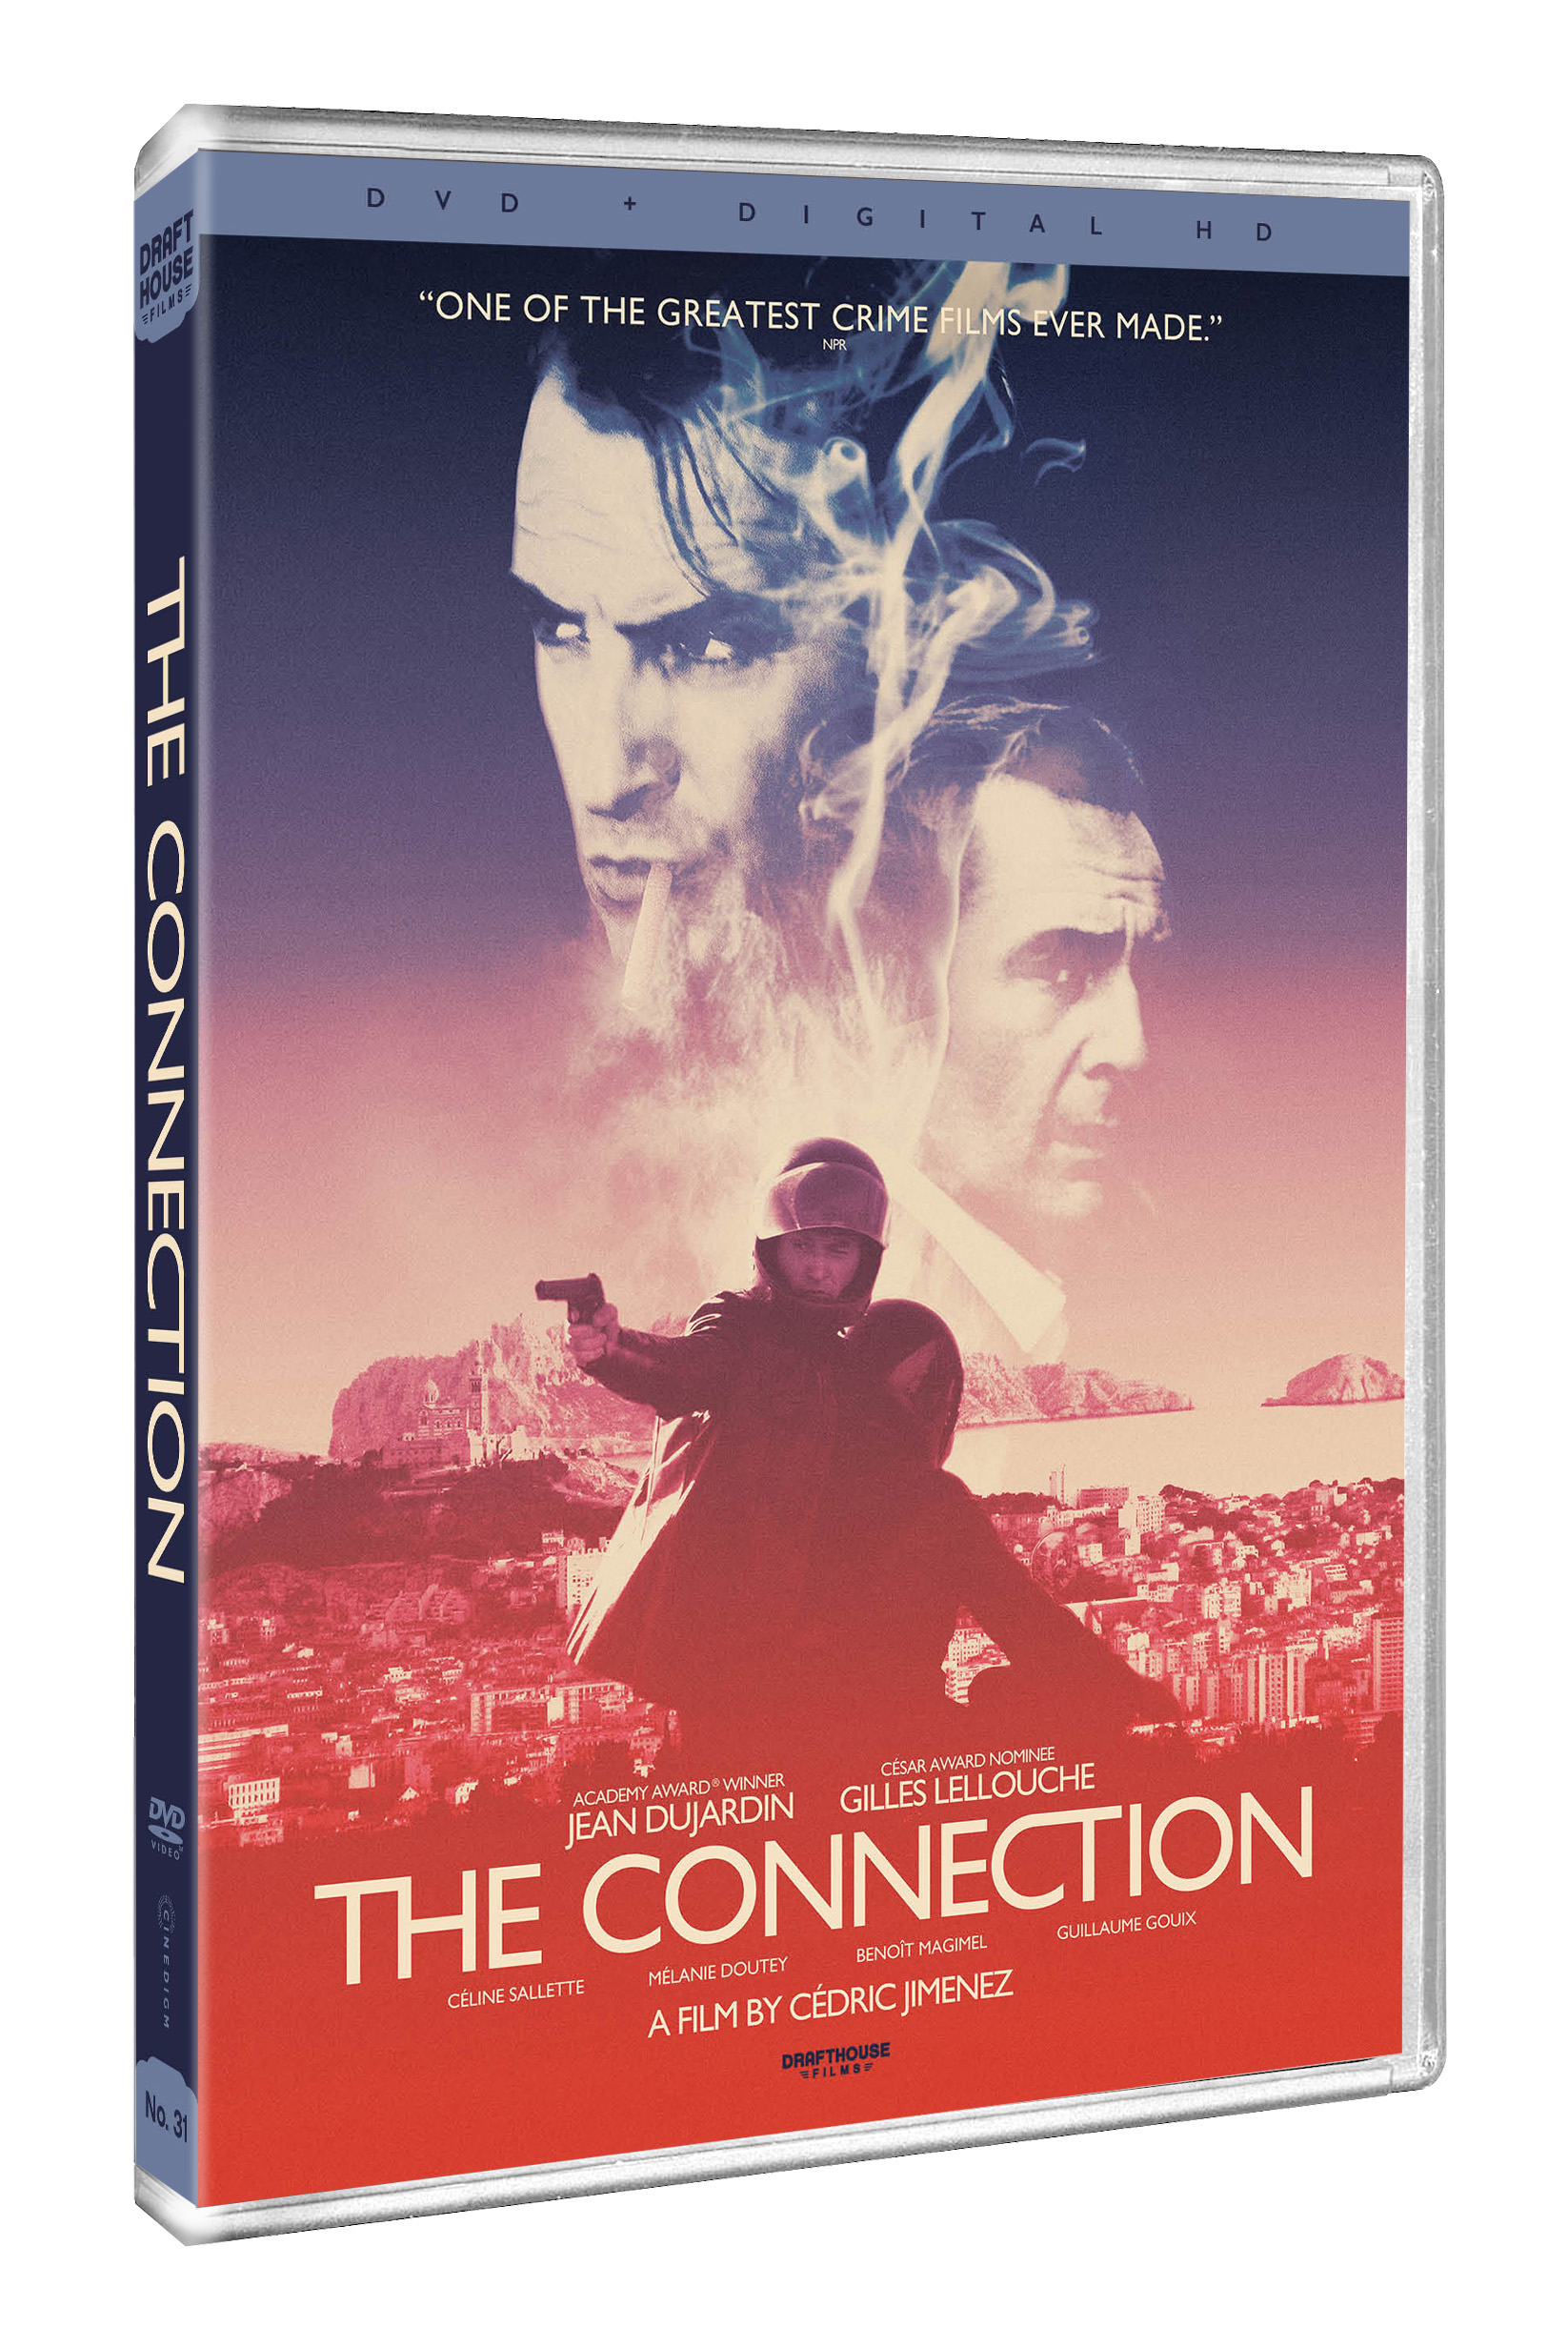 DVD + DIGITAL HD
“ONE OF THE GREATEST CRIME FILMS EVER MADE.”
NPR
ACADEMY AWARD® WINNER
JEAN DUJARDIN
CÉSAR AWARD NOMINEE
GILLES LELLOUCHE
THE CONNECTION
CÉLINE SALLETTE
MÉLANIE DOUTEY
BENOÎT MAGIMEL
GUILLAUME GOUIX
A FILM BY CÉDRIC JIMENEZ
DRAFTHOUSE
FILMS
DRAFT
HOUSE
FILMS
THE CONNECTION
DVD
VIDEO
CINEDIGM
No. 31